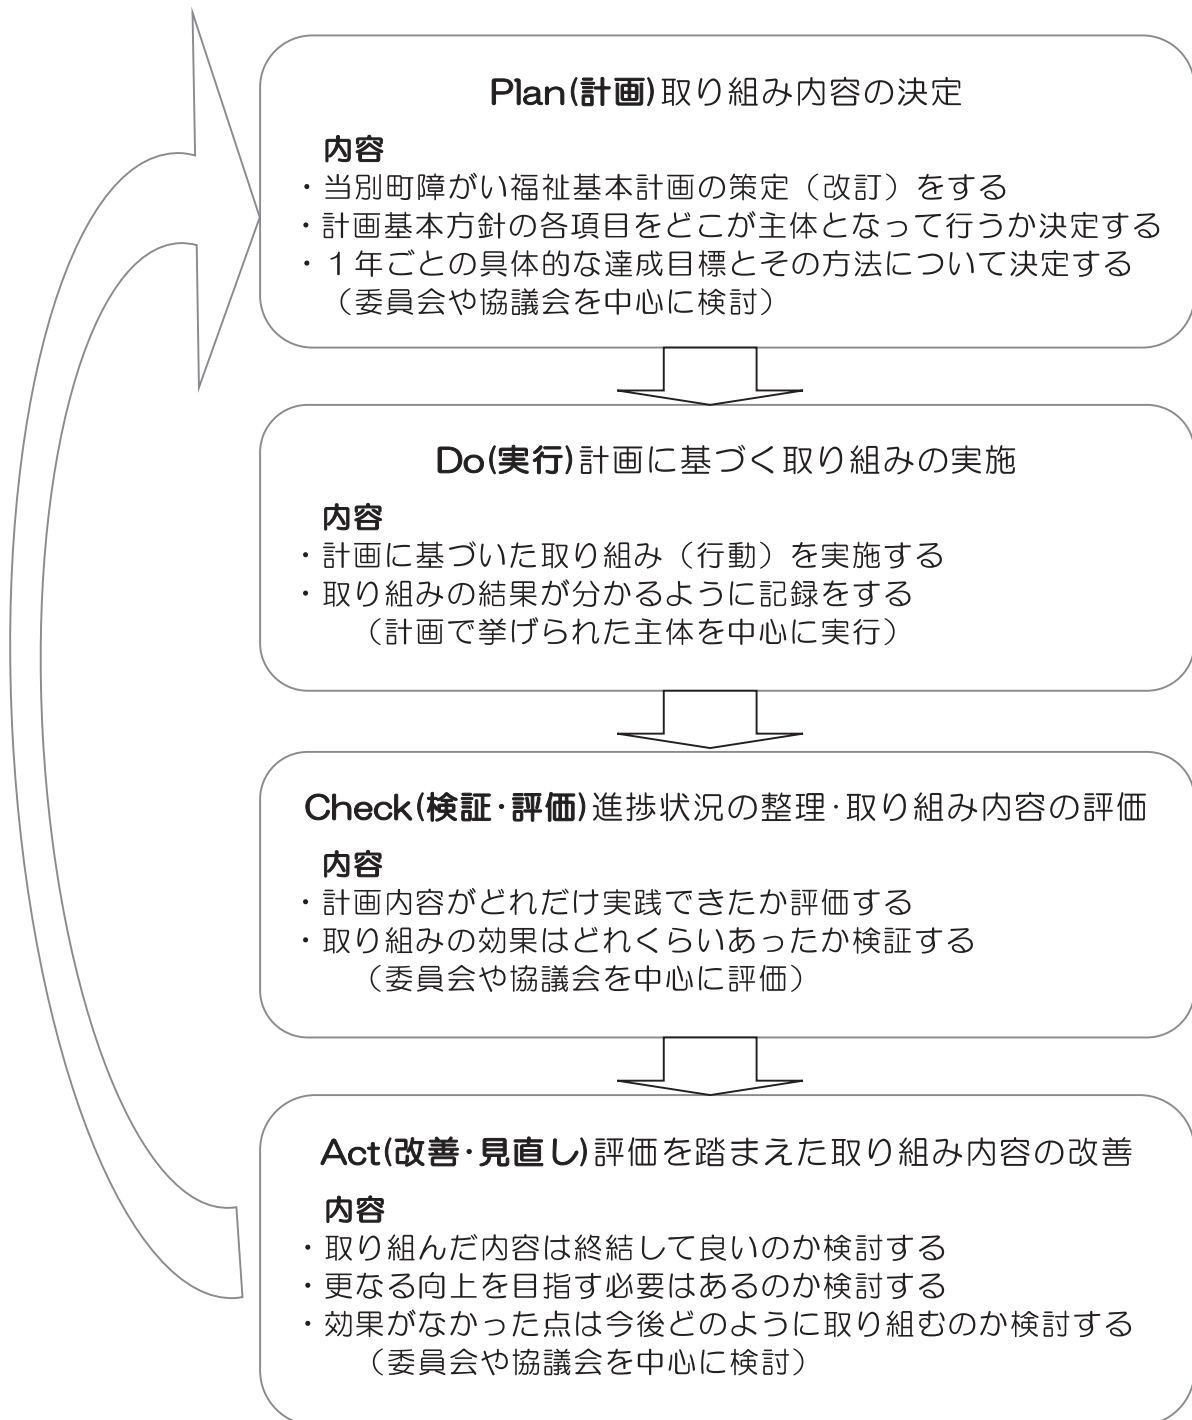 Plan(計画)取り組み内容の決定
内容
・当別町障がい福祉基本計画の策定（改訂）をする
・計画基本方針の各項目をどこが主体となって行うか決定する
・１年ごとの具体的な達成目標とその方法について決定する
（委員会や協議会を中心に検討）
Do(実行)計画に基づく取り組みの実施
内容
・計画に基づいた取り組み（行動）を実施する
・取り組みの結果が分かるように記録をする
（計画で挙げられた主体を中心に実行）
Check(検証・評価)進捗状況の整理・取り組み内容の評価
内容
・計画内容がどれだけ実践できたか評価する
・取り組みの効果はどれくらいあったか検証する
（委員会や協議会を中心に評価）
Act(改善・見直し)評価を踏まえた取り組み内容の改善
内容
・取り組んだ内容は終結して良いのか検討する
・更なる向上を目指す必要はあるのか検討する
・効果がなかった点は今後どのように取り組むのか検討する
（委員会や協議会を中心に検討）